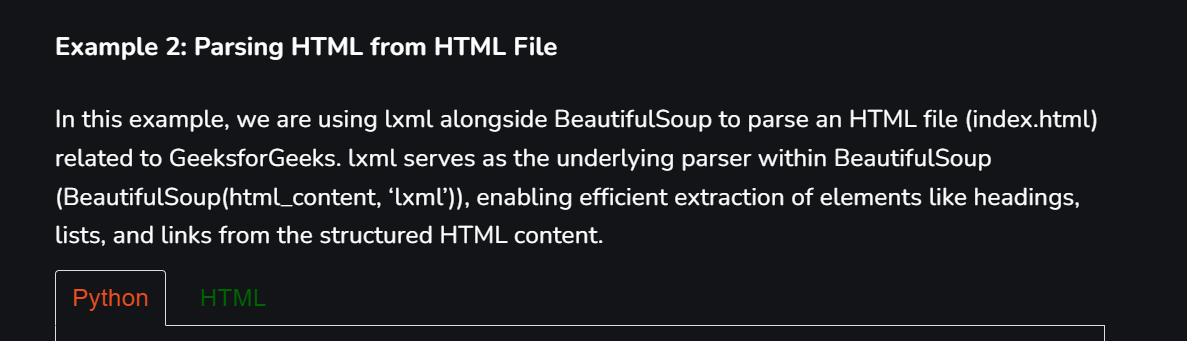 Example 2: Parsing HTML from HTML File
In this example, we are using lxml alongside BeautifulSoup to parse an HTML file (index.html)
related to GeeksforGeeks. lxml serves as the underlying parser within BeautifulSoup
(BeautifulSoup(html_content, ‘lxml’)), enabling efficient extraction of elements like headings,
lists, and links from the structured HTML content.
Python HTML